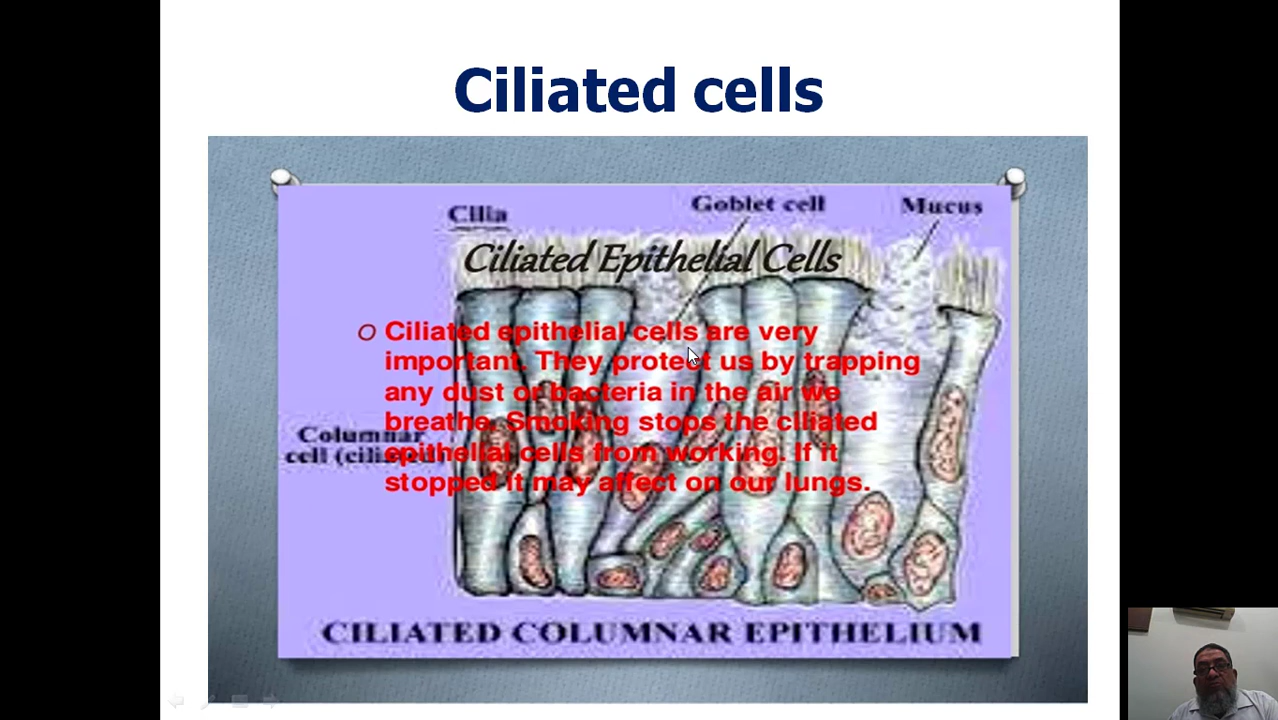 Ciliated cells
Goblet cell
Mucus
Cilia
Ciliated Epithelial Cells
Ciliated epithelial cells are very
important. They protect us by trapping
any dust or bacteria in the air we
breathe. Smoking stops the ciliated
epithelial cells from working. If it
stopped it may affect on our lungs.
Columnar
cell
CILIATED COLUMNAR EPITHELIUM